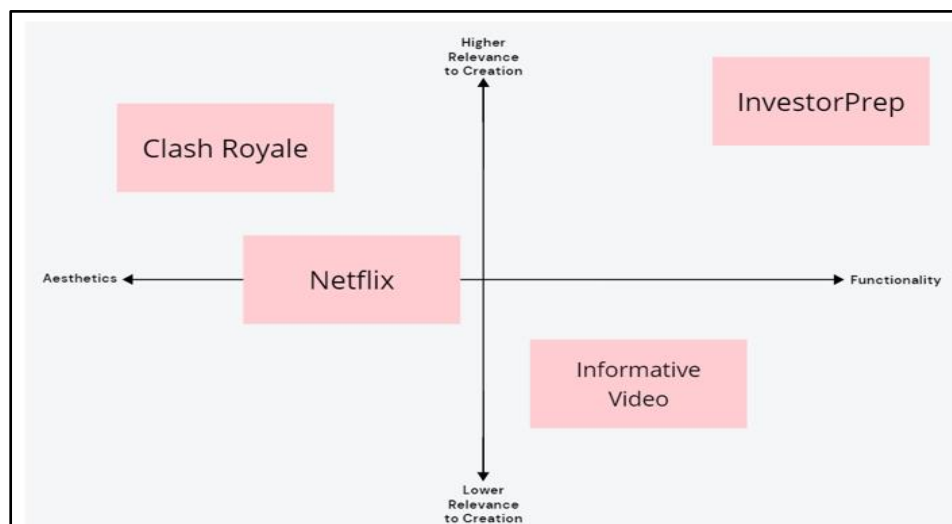 Higher
Relevance
to Creation
InvestorPrep
Clash Royale
Aesthetics
Netflix
Functionality
Informative
Video
Lower
Relevance
to Creation